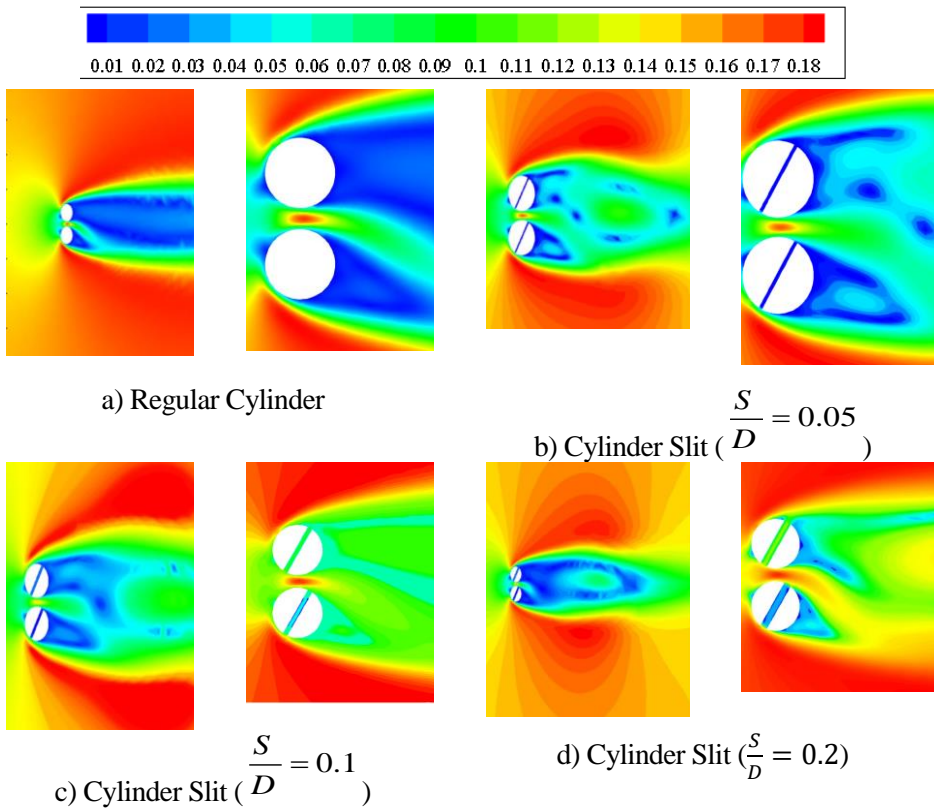 0.01 0.02 0.03 0.04 0.05 0.06 0.07 0.08 0.09 0.1 0.11 0.12 0.13 0.14 0.15 0.16 0.17 0.18
a) Regular Cylinder
b) Cylinder Slit ( S/D = 0.05 )
c) Cylinder Slit ( S/D = 0.1 )
d) Cylinder Slit (S/D = 0.2)